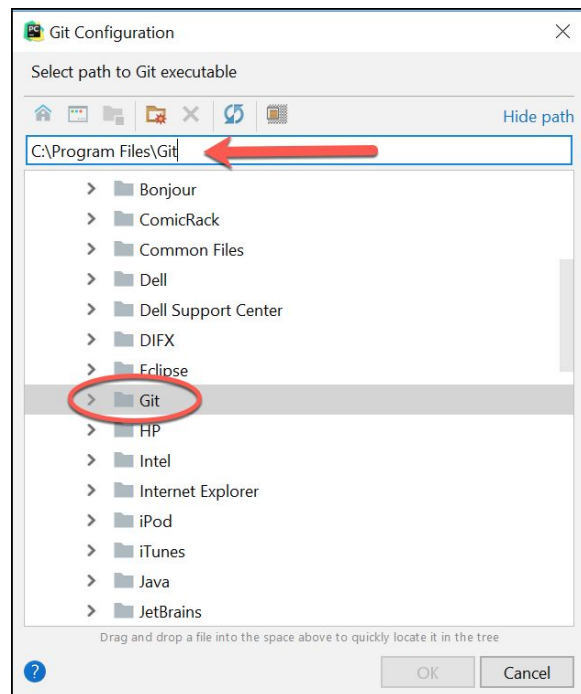 PC
Git Configuration
Select path to Git executable
Hide path
C:\Program Files\Git
Bonjour
ComicRack
Common Files
Dell
Dell Support Center
DIFX
Eclipse
Git
HP
Intel
Internet Explorer
iPod
iTunes
Java
JetBrains
Drag and drop a file into the space above to quickly locate it in the tree
?
OK
Cancel